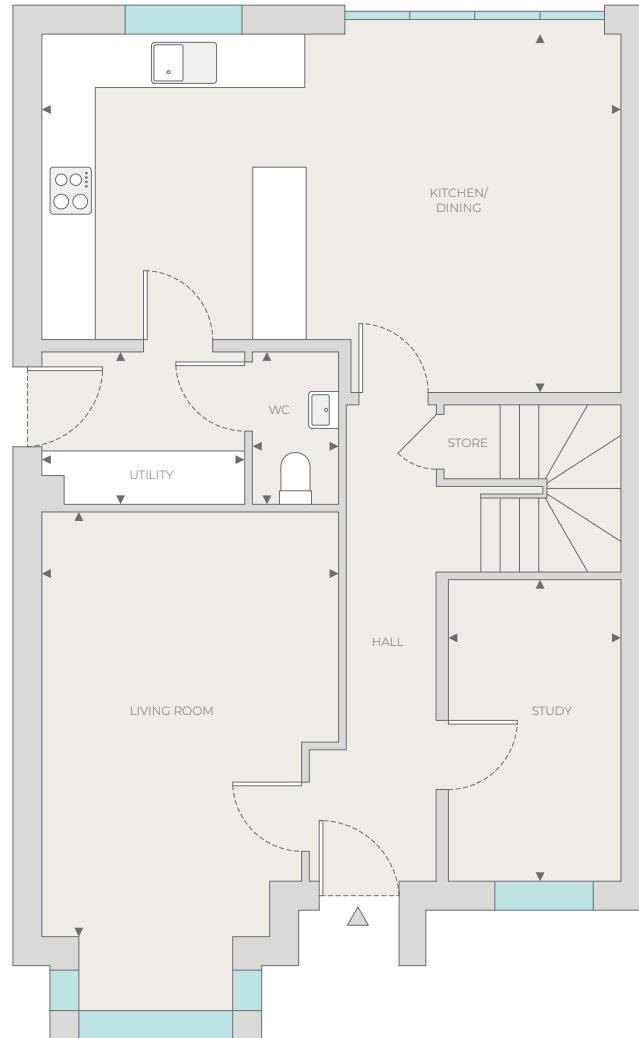 KITCHEN/
DINING
WC
STORE
UTILITY
HALL
LIVING ROOM
STUDY